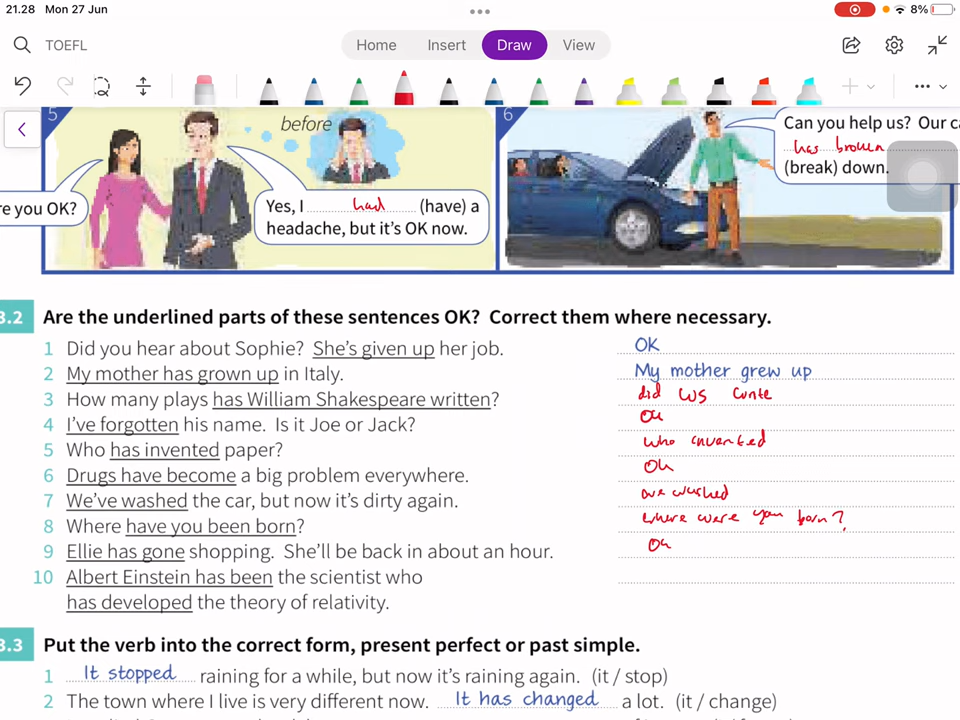 21.28 Mon 27 Jun
8%
TOEFL
Home Insert Draw View
5
before
re you OK?
Yes, I had (have) a
headache, but it's OK now.
6
Can you help us? Our ca
has broken
(break) down.
3.2 Are the underlined parts of these sentences OK? Correct them where necessary.
1 Did you hear about Sophie? She's given up her job. OK
2 My mother has grown up in Italy. My mother grew up
3 How many plays has William Shakespeare written? did WS write
4 I've forgotten his name. Is it Joe or Jack? Ok
5 Who has invented paper? who invented
6 Drugs have become a big problem everywhere. Ok
7 We've washed the car, but now it's dirty again. we washed
8 Where have you been born? where were you born?
9 Ellie has gone shopping. She'll be back in about an hour. Ok
10 Albert Einstein has been the scientist who
has developed the theory of relativity.
3.3 Put the verb into the correct form, present perfect or past simple.
1 It stopped raining for a while, but now it's raining again. (it / stop)
2 The town where I live is very different now. It has changed a lot. (it / change)